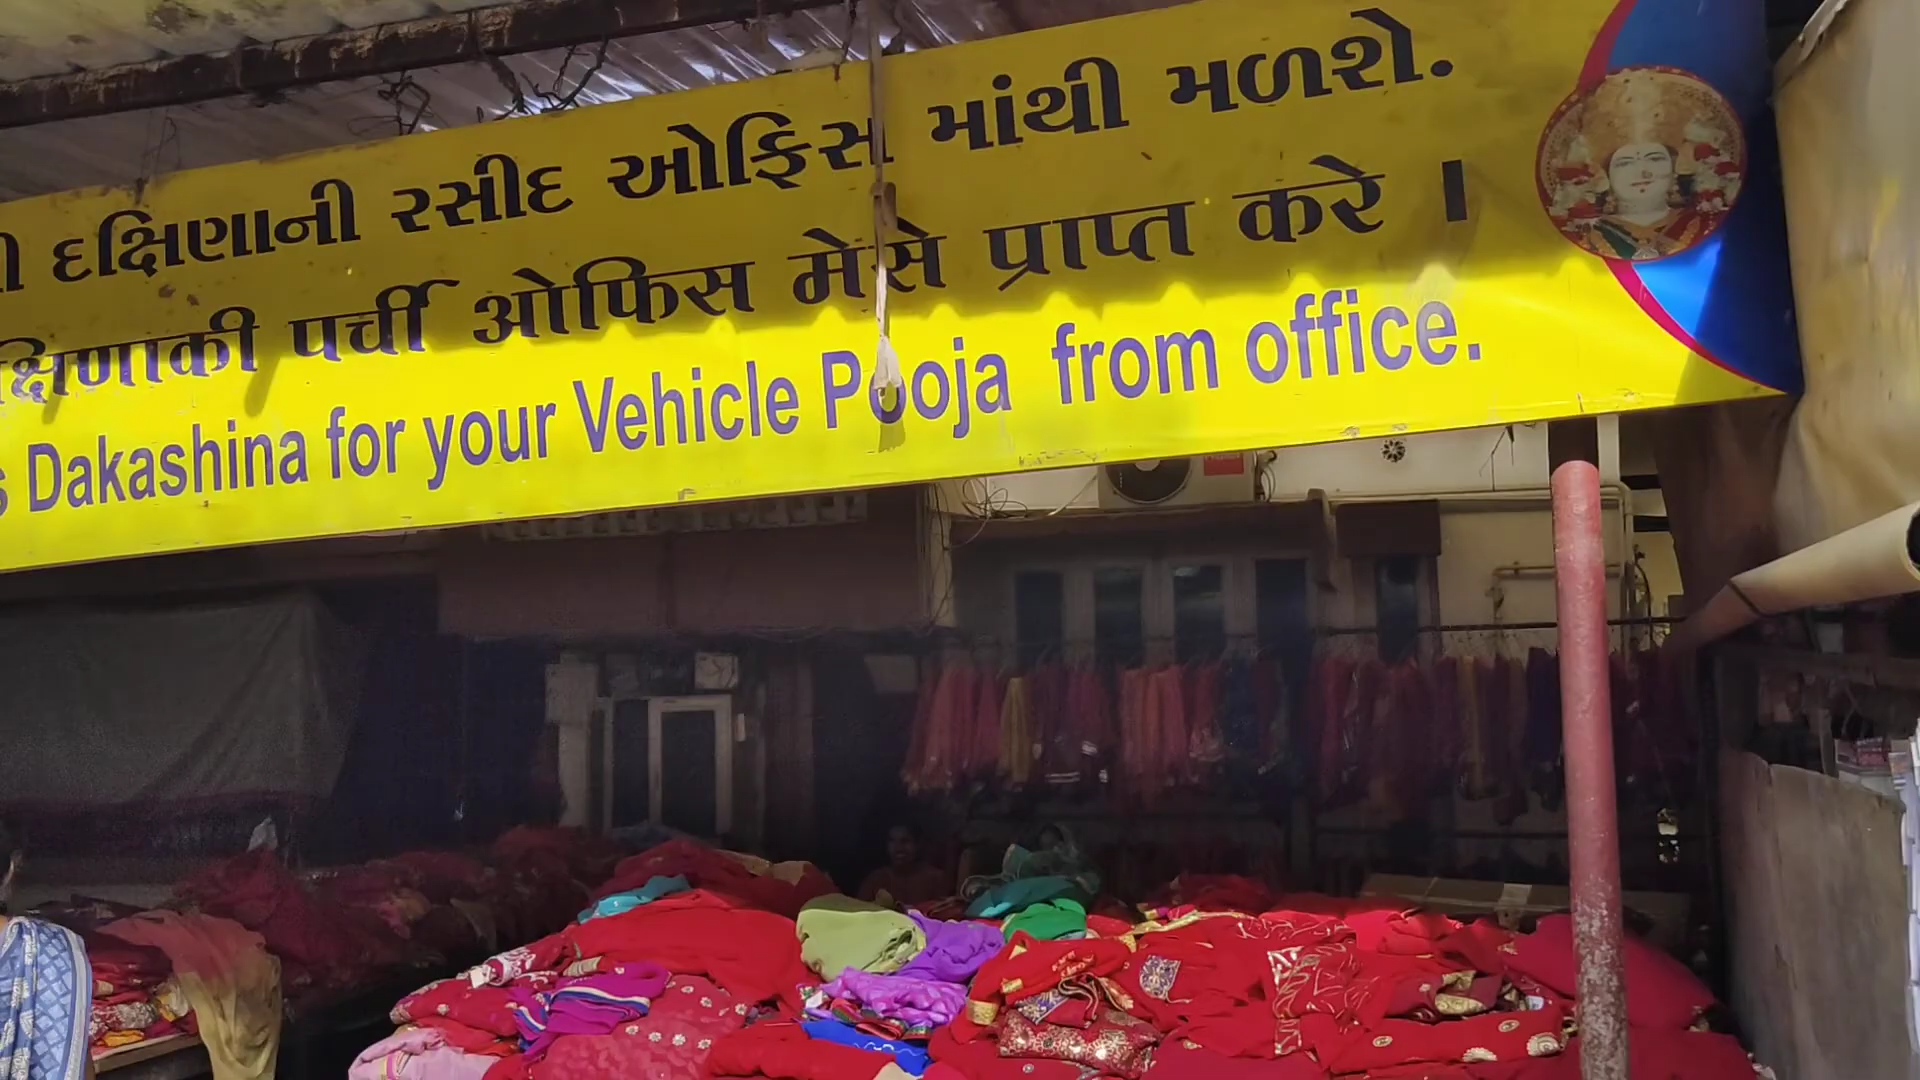 દક્ષિણાની રસીદ ઓફિસ માંથી મળશે.
क्षिणाकी पर्ची ओफिस मेसे प्राप्त करे ।
s Dakashina for your Vehicle Pooja from office.